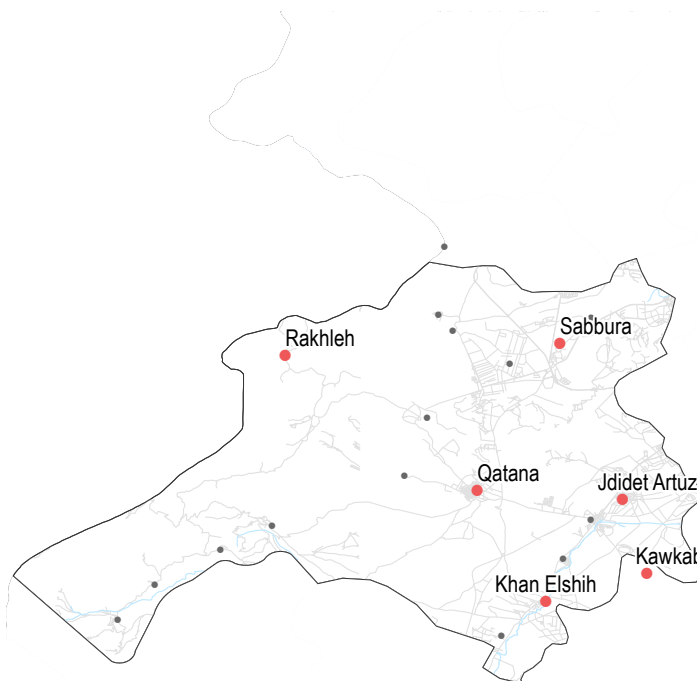 Sabbura
Rakhleh
Qatana
Jdidet Artuz
Kawkab
Khan Elshih